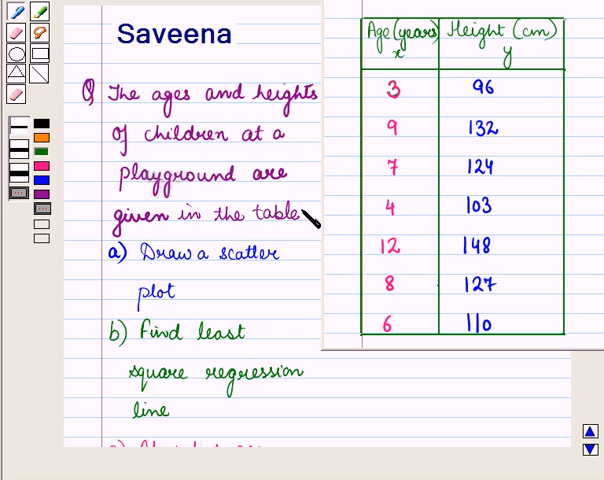 Saveena
Q The ages and heights
of children at a
playground are
given in the table
a) Draw a scatter
plot
b) Find least
square regression
line
Age (years) Height (cm)
x y
3 96
9 132
7 124
4 103
12 148
8 127
6 110